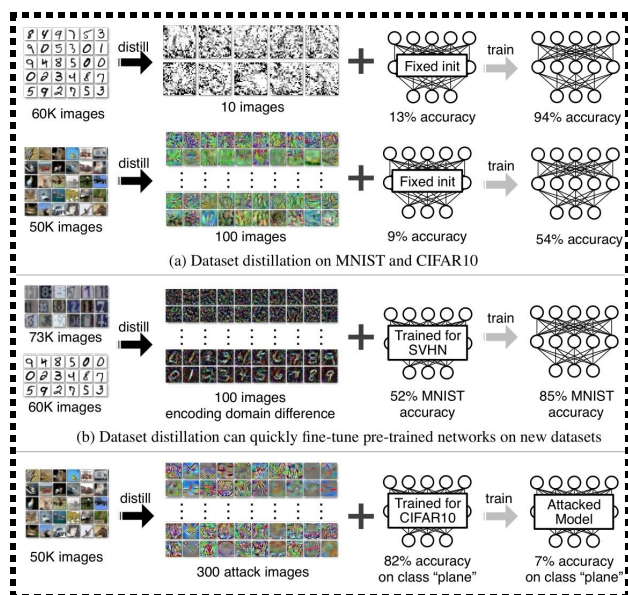 distill
train
Fixed init
60K images
10 images
13% accuracy
94% accuracy
distill
train
Fixed init
50K images
100 images
9% accuracy
54% accuracy
(a) Dataset distillation on MNIST and CIFAR10
73K images
distill
train
Trained for
SVHN
60K images
100 images
encoding domain difference
52% MNIST
accuracy
85% MNIST
accuracy
(b) Dataset distillation can quickly fine-tune pre-trained networks on new datasets
distill
train
Trained for
CIFAR10
Attacked
Model
50K images
300 attack images
82% accuracy
on class “plane”
7% accuracy
on class “plane”